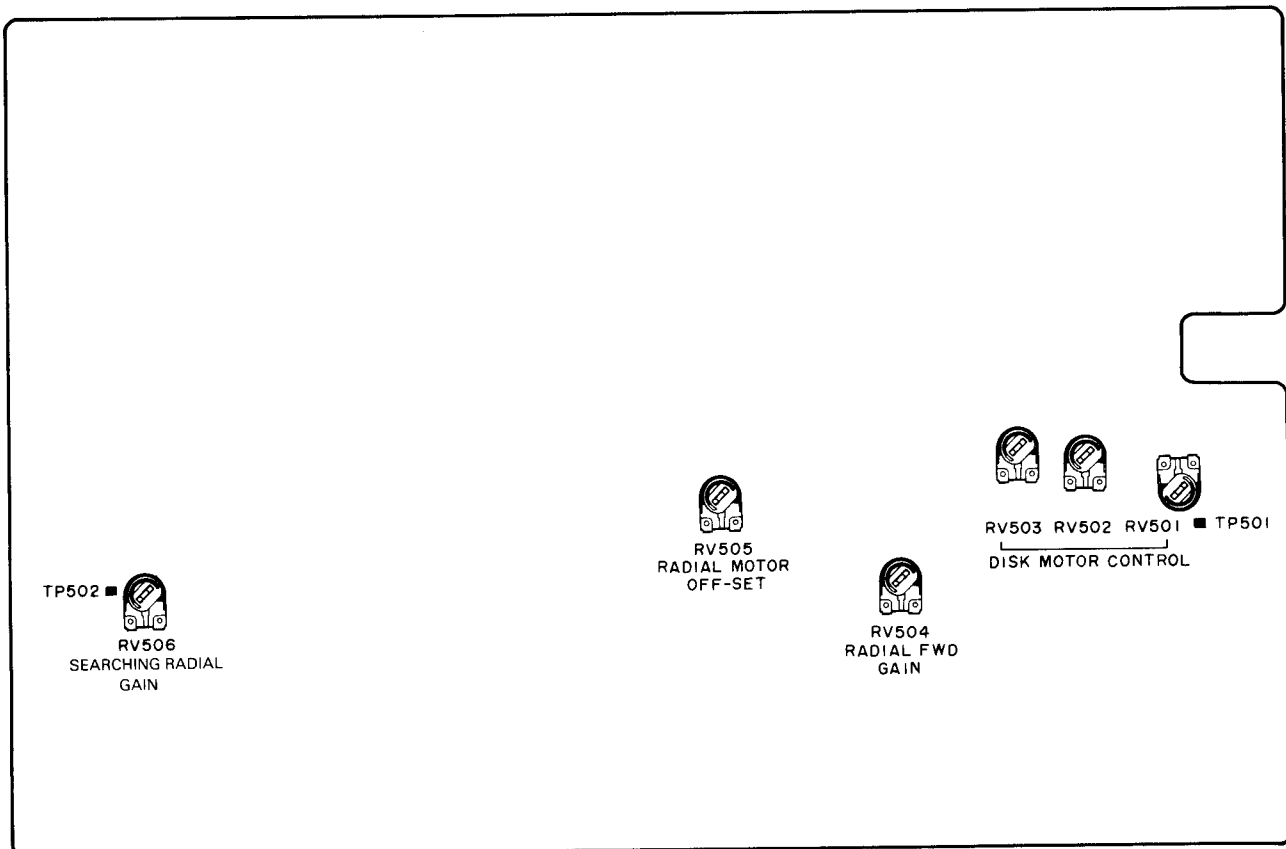 RV503 RV502 RV501 TP501
DISK MOTOR CONTROL
RV505
RADIAL MOTOR
OFF-SET
TP502
RV504
RADIAL FWD
GAIN
RV506
SEARCHING RADIAL
GAIN